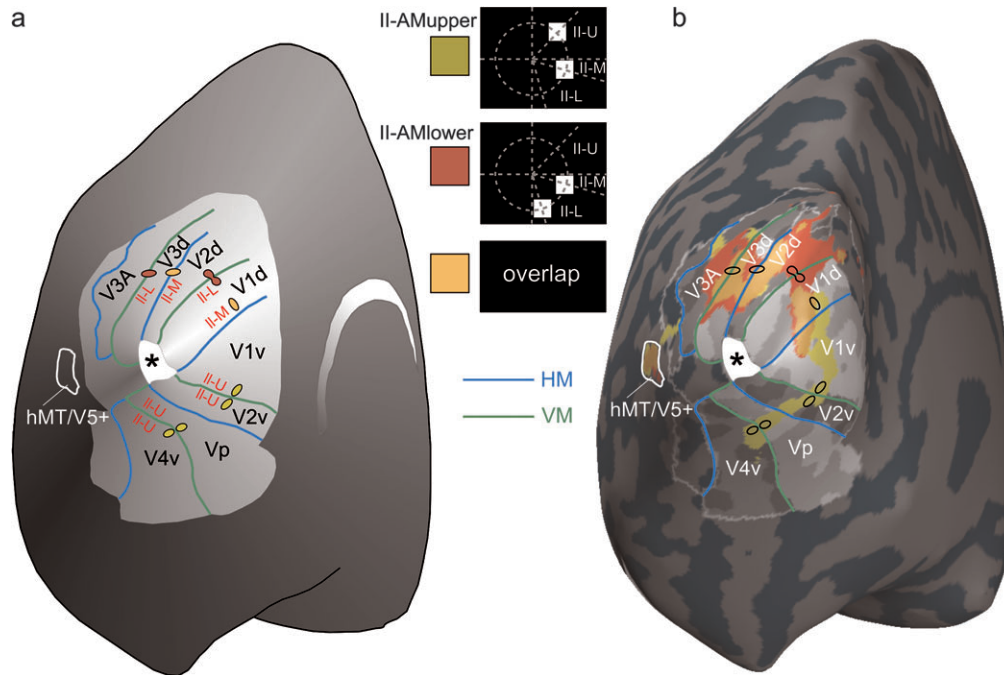 a
II-AMupper
II-U
II-M
II-L
II-AMlower
II-U
II-M
II-L
overlap
HM
VM
V3A
V3d
V2d
V1d
II-L
II-M
II-L
II-M
*
V1v
II-U
II-U
V2v
II-U
II-U
Vp
V4v
hMT/V5+
b
V3A
V3d
V2d
V1d
*
V1v
V2v
Vp
V4v
hMT/V5+